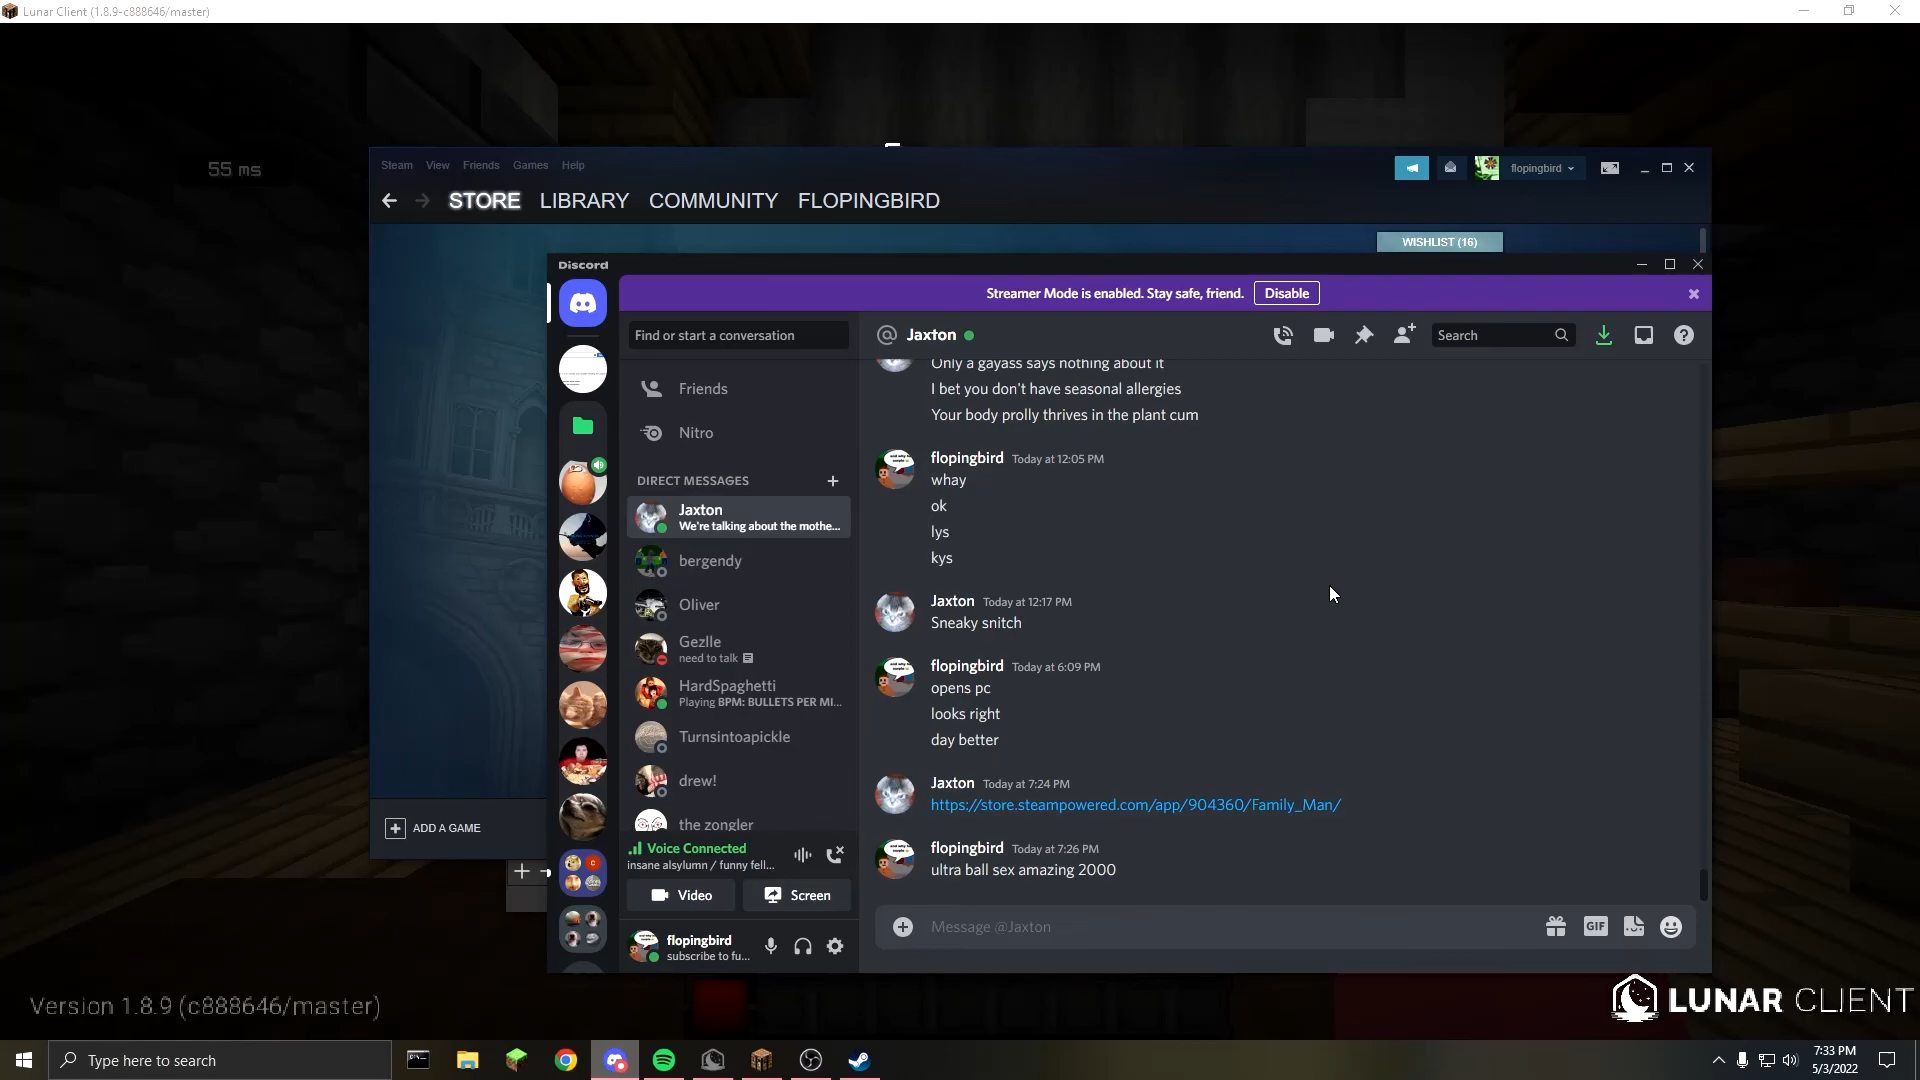 Lunar Client (1.8.9-c888646/master)
55 ms
Steam View Friends Games Help
flopingbird
STORE LIBRARY COMMUNITY FLOPINGBIRD
WISHLIST (16)
Discord
Streamer Mode is enabled. Stay safe, friend. Disable
Find or start a conversation
Friends
Nitro
DIRECT MESSAGES
Jaxton
We're talking about the mothe...
bergendy
Oliver
Gezlle
need to talk
HardSpaghetti
Playing BPM: BULLETS PER MI...
Turnsintoapickle
drew!
the zongler
Voice Connected
insane alsylumn / funny fell...
Video Screen
flopingbird
subscribe to fu...
Jaxton
Search
Only a gayass says nothing about it
I bet you don't have seasonal allergies
Your body prolly thrives in the plant cum
flopingbird Today at 12:05 PM
whay
ok
lys
kys
Jaxton Today at 12:17 PM
Sneaky snitch
flopingbird Today at 6:09 PM
opens pc
looks right
day better
Jaxton Today at 7:24 PM
https://store.steampowered.com/app/904360/Family_Man/
flopingbird Today at 7:26 PM
ultra ball sex amazing 2000
Message @Jaxton
GIF
ADD A GAME
Version 1.8.9 (c888646/master)
LUNAR CLIENT
Type here to search
7:33 PM
5/3/2022